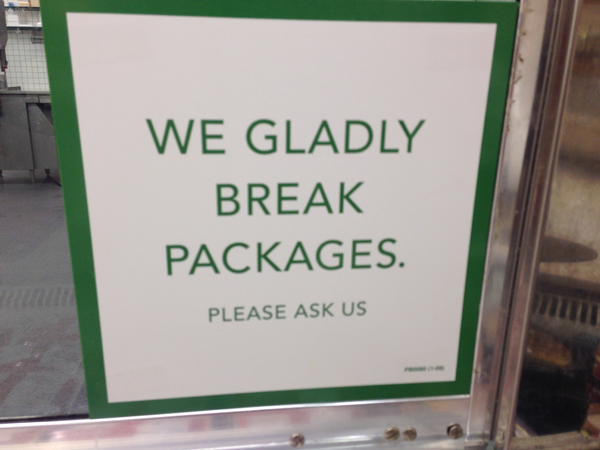 WE GLADLY
BREAK
PACKAGES.
PLEASE ASK US